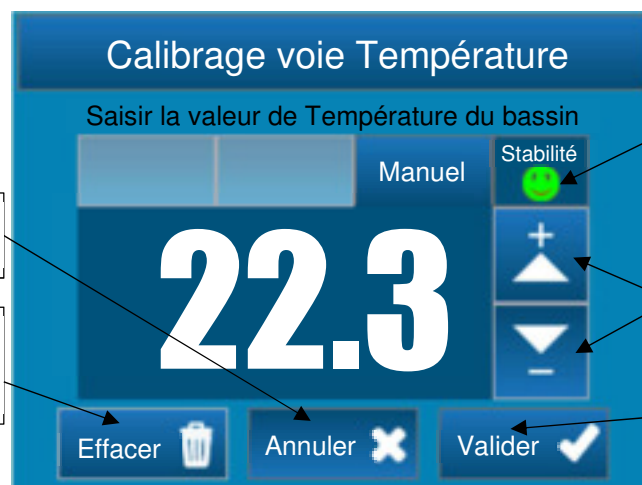 Calibrage voie Température
Saisir la valeur de Température du bassin
Manuel
Stabilité
22.3
+
−
Effacer
Annuler
Valider